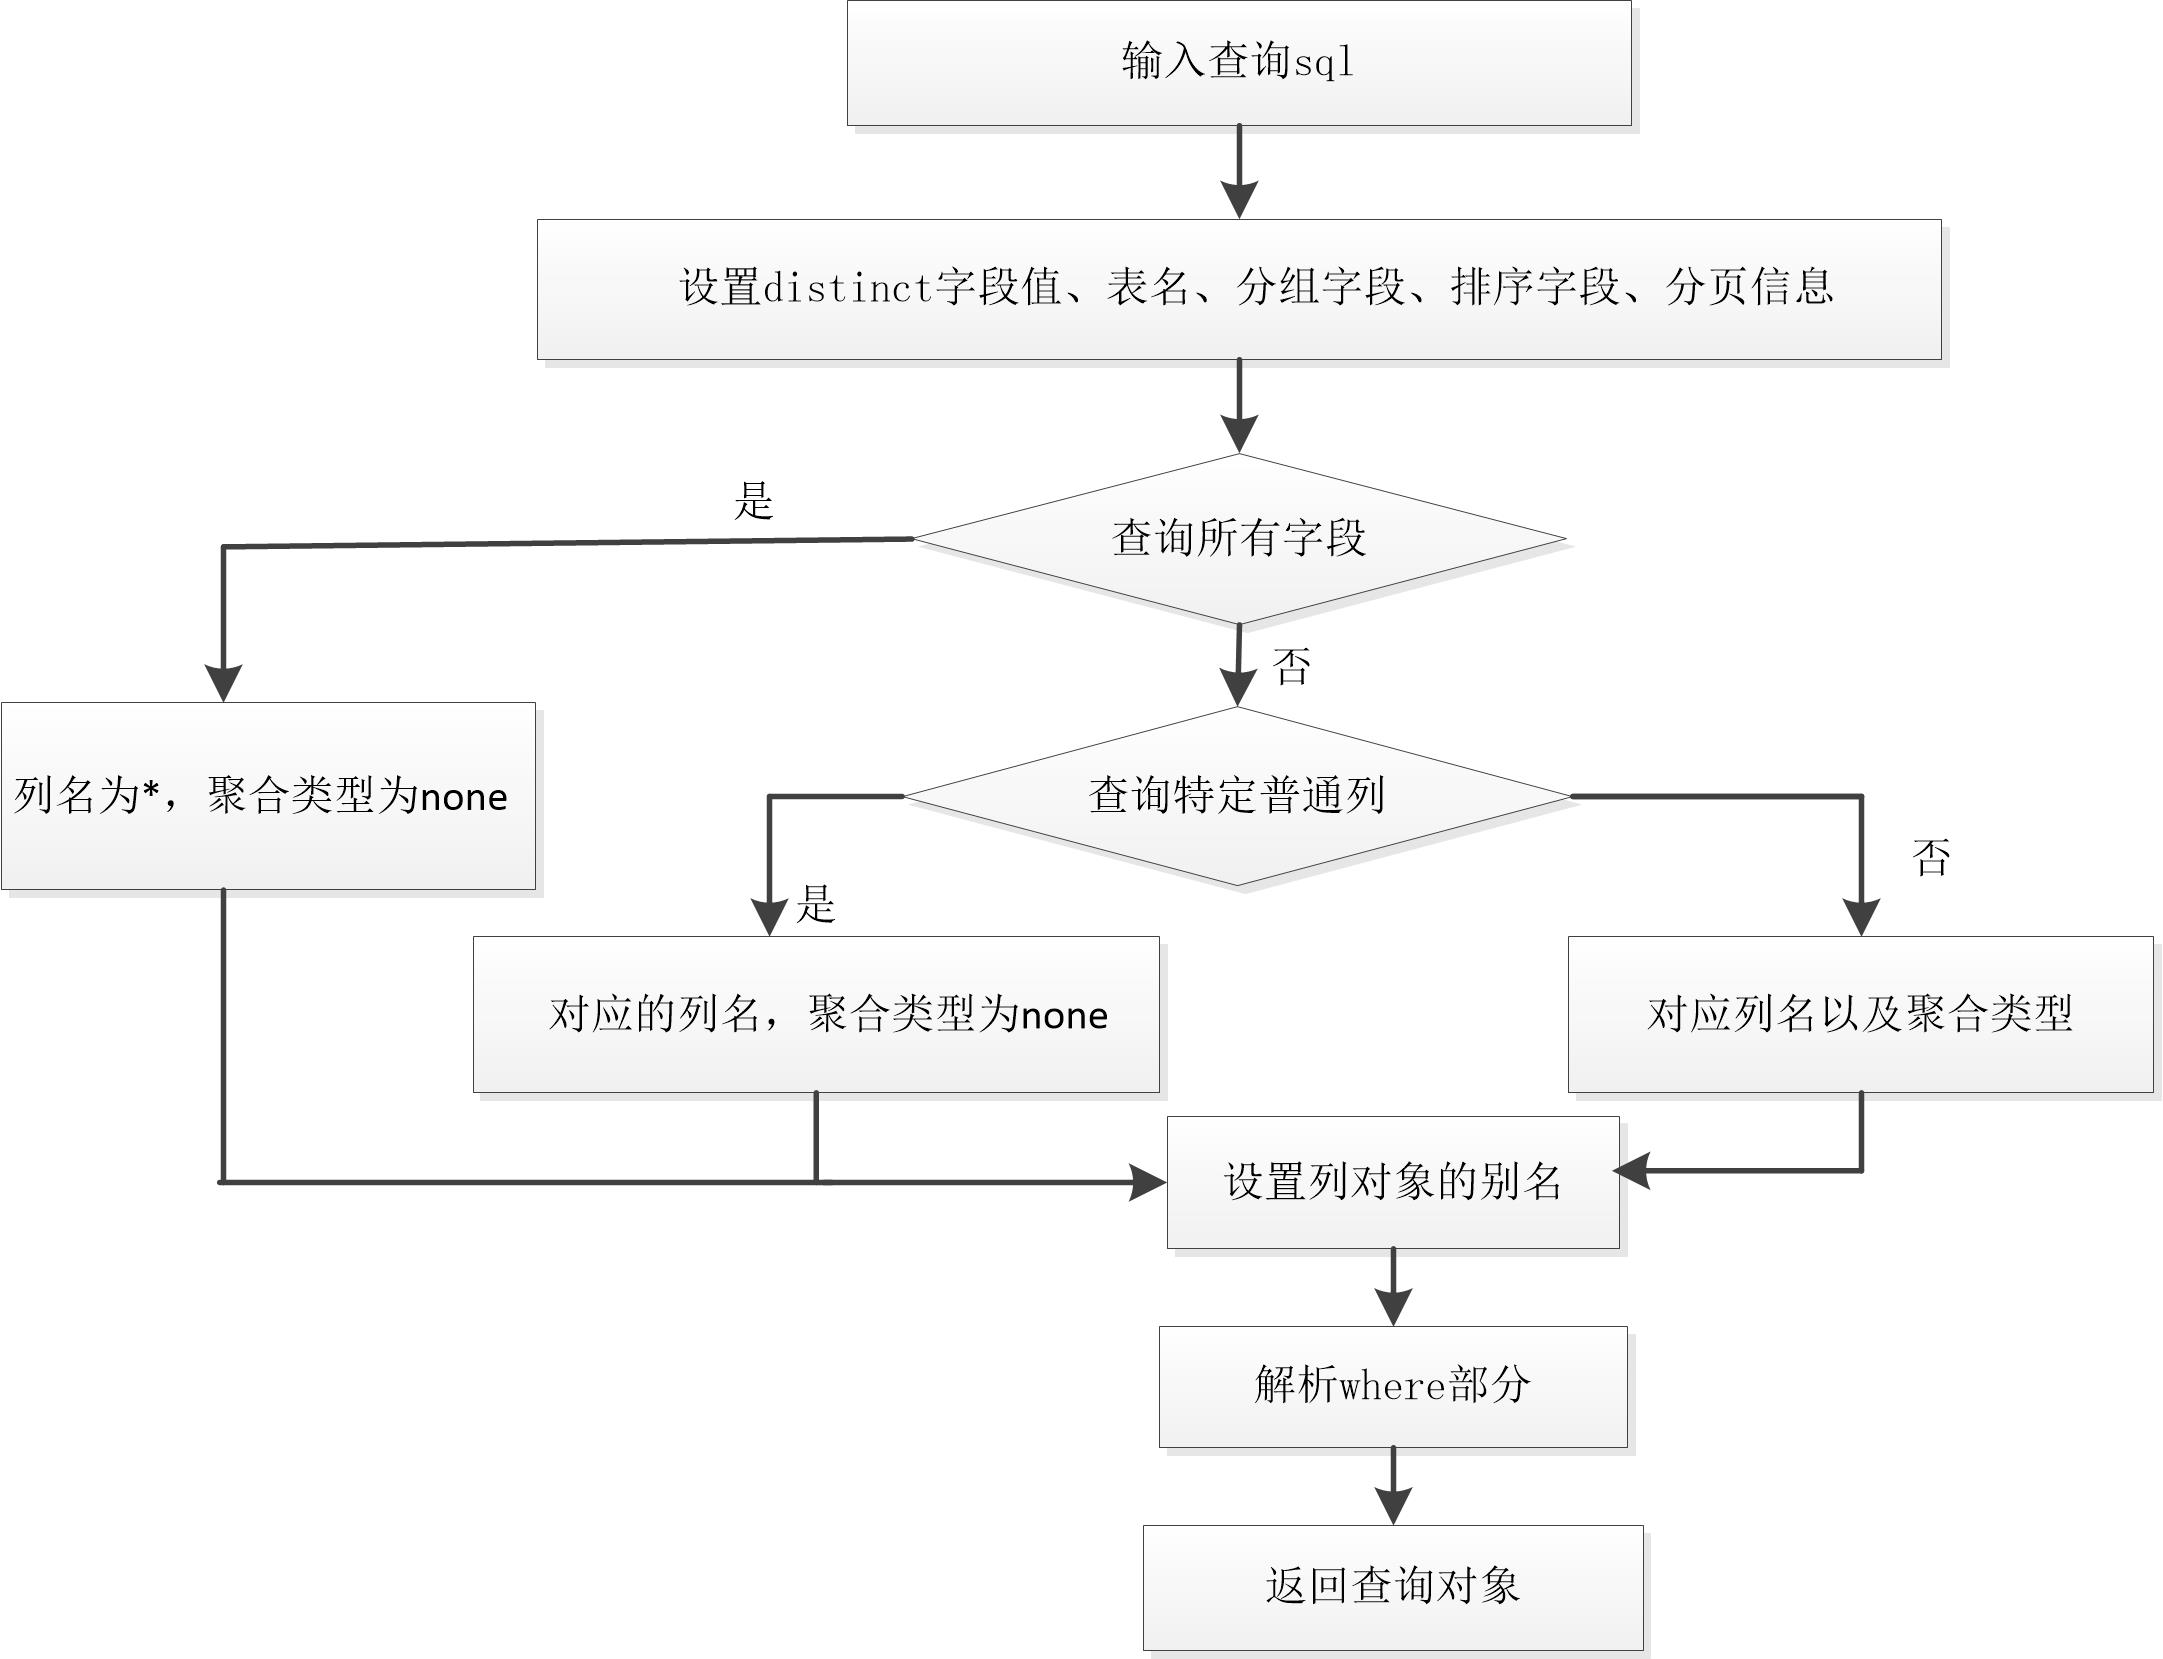 输入查询sql
设置distinct字段值、表名、分组字段、排序字段、分页信息
是
查询所有字段
否
列名为*，聚合类型为none
查询特定普通列
否
是
对应的列名，聚合类型为none
对应列名以及聚合类型
设置列对象的别名
解析where部分
返回查询对象